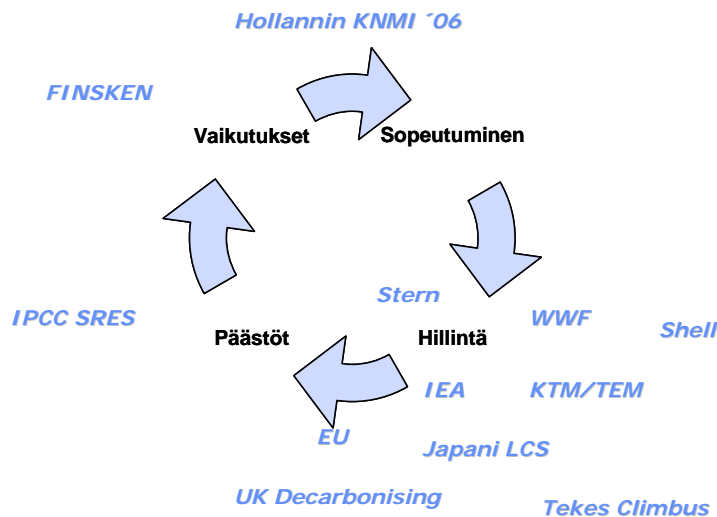 Hollannin KNMI ´06
FINSKEN
Vaikutukset
Sopeutuminen
Stern
IPCC SRES
WWF
Shell
Päästöt
Hillintä
IEA
KTM/TEM
EU
Japani LCS
UK Decarbonising
Tekes Climbus